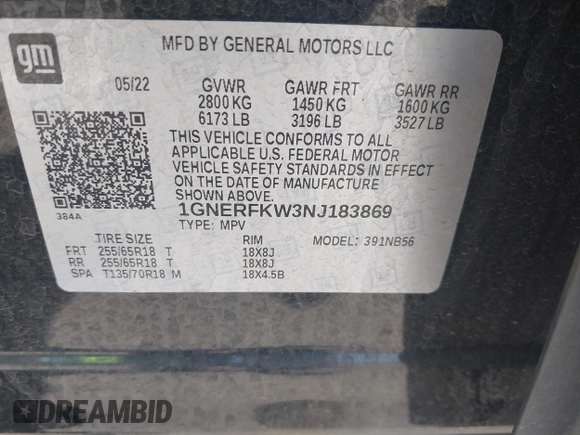 gm
MFD BY GENERAL MOTORS LLC
05/22 GVWR GAWR FRT GAWR RR
2800 KG 1450 KG 1600 KG
6173 LB 3196 LB 3527 LB
THIS VEHICLE CONFORMS TO ALL
APPLICABLE U.S. FEDERAL MOTOR
VEHICLE SAFETY STANDARDS IN EFFECT
ON THE DATE OF MANUFACTURE
SHOWN ABOVE.
384A
1GNERFKW3NJ183869
TYPE: MPV
TIRE SIZE RIM MODEL: 391NB56
FRT 255/65R18 T 18X8J
RR 255/65R18 T 18X8J
SPA T135/70R18 M 18X4.5B
DREAMBID